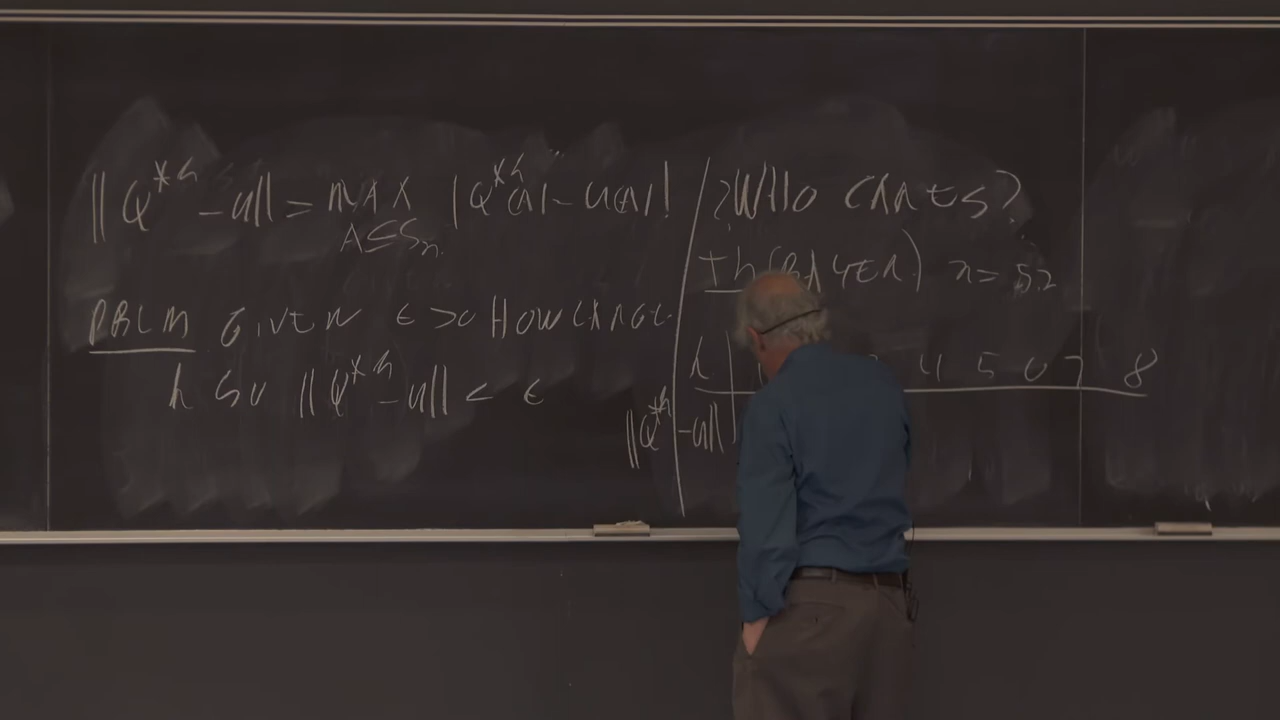 ‖Q*ʰ - u‖ = MAX |Q*ʰ(A) - u(A)|
A⊆Sₙ
PBLM GIVEN ε>0 HOW LARGE
h SO ‖Q*ʰ - u‖ < ε
?WHO CARES?
Th (BAYER) n = 52
h 4 5 6 7 8
‖Q*ʰ - u‖